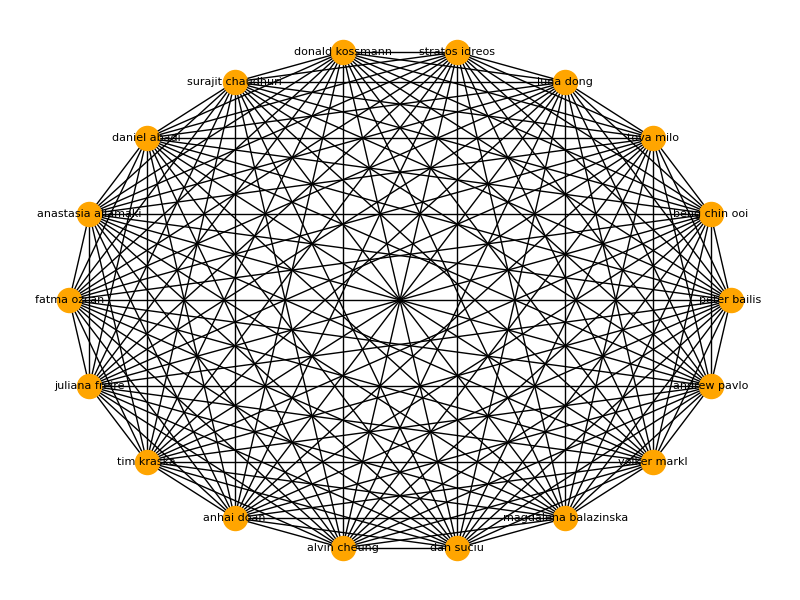 donald kossmann
stratos idreos
surajit chaudhuri
luna dong
daniel abadi
tova milo
anastasia ailamaki
beng chin ooi
fatma ozcan
peter bailis
juliana freire
andrew pavlo
tim kraska
volker markl
anhai doan
magdalena balazinska
alvin cheung
dan suciu